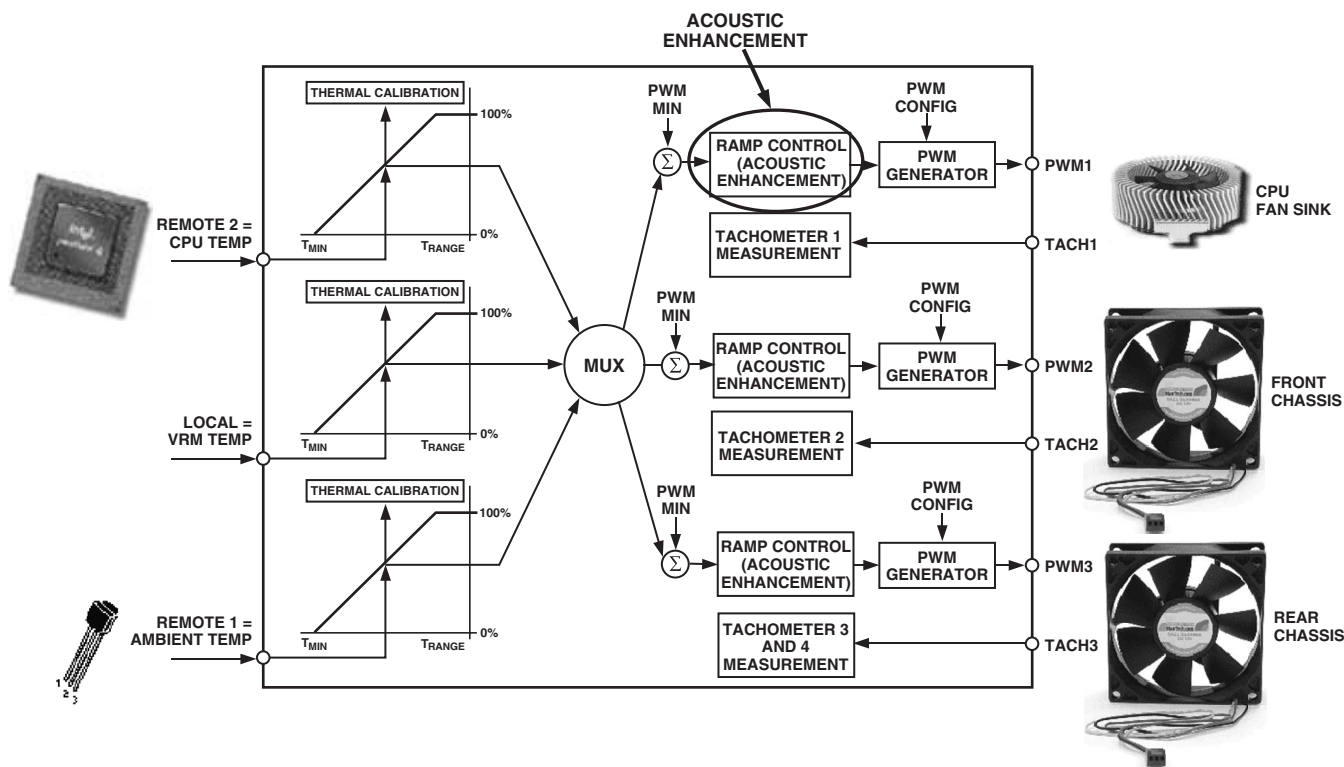 ACOUSTIC
ENHANCEMENT
THERMAL CALIBRATION
100%
0%
TMIN
TRANGE
REMOTE 2 =
CPU TEMP
PWM
MIN
Σ
RAMP CONTROL
(ACOUSTIC
ENHANCEMENT)
PWM
CONFIG
PWM
GENERATOR
PWM1
CPU
FAN SINK
TACHOMETER 1
MEASUREMENT
TACH1
THERMAL CALIBRATION
100%
0%
TMIN
TRANGE
LOCAL =
VRM TEMP
MUX
PWM
MIN
Σ
RAMP CONTROL
(ACOUSTIC
ENHANCEMENT)
PWM
CONFIG
PWM
GENERATOR
PWM2
FRONT
CHASSIS
TACHOMETER 2
MEASUREMENT
TACH2
THERMAL CALIBRATION
100%
0%
TMIN
TRANGE
REMOTE 1 =
AMBIENT TEMP
1
2
3
PWM
MIN
Σ
RAMP CONTROL
(ACOUSTIC
ENHANCEMENT)
PWM
CONFIG
PWM
GENERATOR
PWM3
REAR
CHASSIS
TACHOMETER 3
AND 4
MEASUREMENT
TACH3